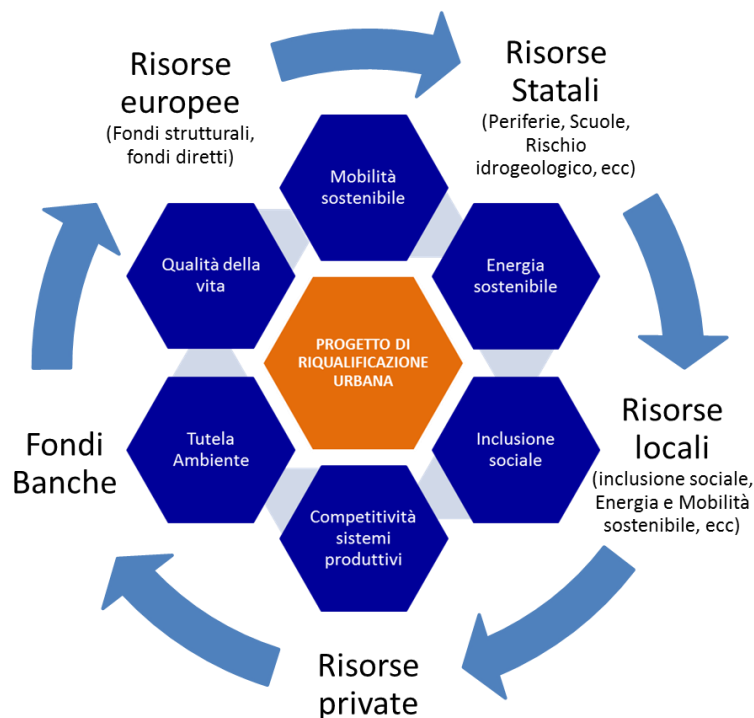 Risorse
europee
(Fondi strutturali,
fondi diretti)
Risorse
Statali
(Periferie, Scuole,
Rischio
idrogeologico, ecc)
Mobilità
sostenibile
Qualità della
vita
Energia
sostenibile
PROGETTO DI
RIQUALIFICAZIONE
URBANA
Tutela
Ambiente
Inclusione
sociale
Competitività
sistemi
produttivi
Fondi
Banche
Risorse
locali
(inclusione sociale,
Energia e Mobilità
sostenibile, ecc)
Risorse
private